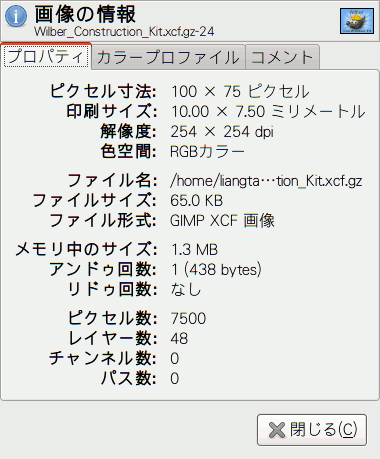 画像の情報
Wilber_Construction_Kit.xcf.gz-24
プロパティ カラープロファイル コメント
ピクセル寸法: 100 × 75 ピクセル
印刷サイズ: 10.00 × 7.50 ミリメートル
解像度: 254 × 254 dpi
色空間: RGBカラー
ファイル名: /home/liangta…tion_Kit.xcf.gz
ファイルサイズ: 65.0 KB
ファイル形式: GIMP XCF 画像
メモリ中のサイズ: 1.3 MB
アンドゥ回数: 1 (438 bytes)
リドゥ回数: なし
ピクセル数: 7500
レイヤー数: 48
チャンネル数: 0
パス数: 0
閉じる(C)